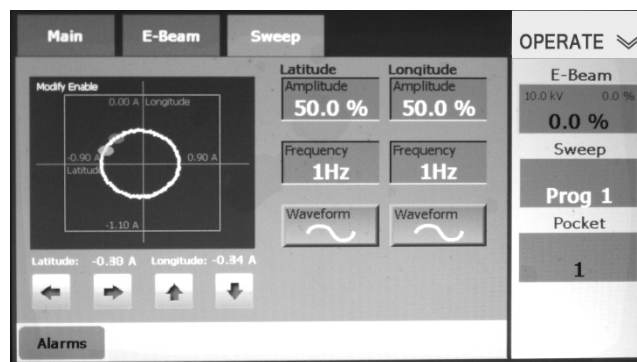 Main E-Beam Sweep
OPERATE
Modify Enable
0.00 A Longitude
-0.90 A 0.90 A
Latitude
-1.10 A
Latitude: -0.30 A Longitude: -0.34 A
Latitude Longitude
Amplitude Amplitude
50.0 % 50.0 %
Frequency Frequency
1Hz 1Hz
Waveform Waveform
E-Beam
10.0 kV 0.0 %
0.0 %
Sweep
Prog 1
Pocket
1
Alarms